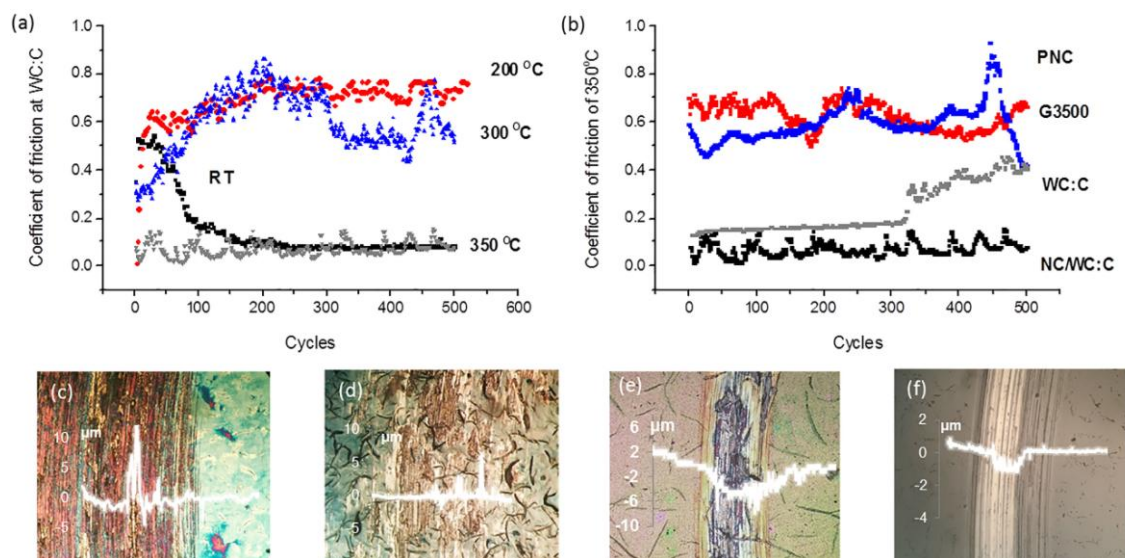 (a)
Coefficient of friction at WC:C
1.0
0.8
0.6
0.4
0.2
0.0
200 °C
300 °C
RT
350 °C
0 100 200 300 400 500 600
Cycles
(b)
Coefficient of friction of 350°C
1.0
0.8
0.6
0.4
0.2
0.0
PNC
G3500
WC:C
NC/WC:C
0 100 200 300 400 500
Cycles
(c)
μm
10
5
0
-5
(d)
μm
10
5
0
5
(e)
μm
2
-2
-6
-10
(f)
μm
2
0
-2
-4